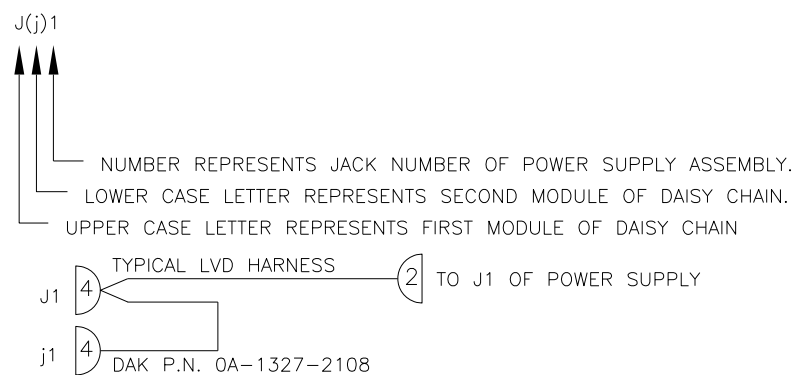 J(j)1
NUMBER REPRESENTS JACK NUMBER OF POWER SUPPLY ASSEMBLY.
LOWER CASE LETTER REPRESENTS SECOND MODULE OF DAISY CHAIN.
UPPER CASE LETTER REPRESENTS FIRST MODULE OF DAISY CHAIN
TYPICAL LVD HARNESS
J1 4 2 TO J1 OF POWER SUPPLY
j1 4
DAK P.N. 0A-1327-2108